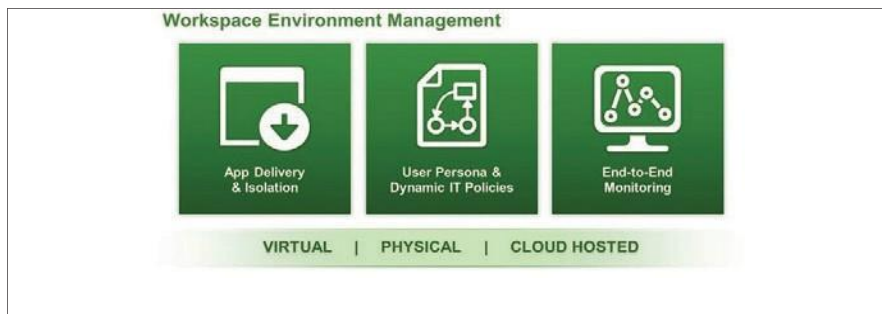 Workspace Environment Management
App Delivery
& Isolation
User Persona &
Dynamic IT Policies
End-to-End
Monitoring
VIRTUAL | PHYSICAL | CLOUD HOSTED